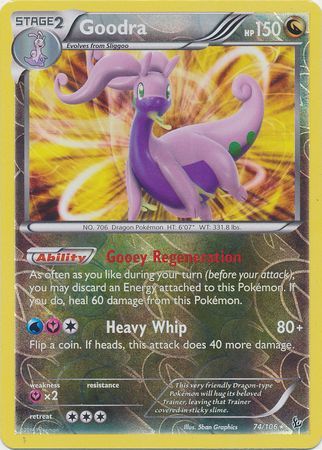 STAGE2
Goodra
HP150
Evolves from Sliggoo
NO. 706 Dragon Pokémon HT: 6'07" WT: 331.8 lbs.
Ability Gooey Regeneration
As often as you like during your turn (before your attack),
you may discard an Energy attached to this Pokémon. If
you do, heal 60 damage from this Pokémon.
Heavy Whip 80+
Flip a coin. If heads, this attack does 40 more damage.
weakness resistance
×2
retreat
This very friendly Dragon-type
Pokémon will hug its beloved
Trainer, leaving that Trainer
covered in sticky slime.
Illus. 5ban Graphics
74/106